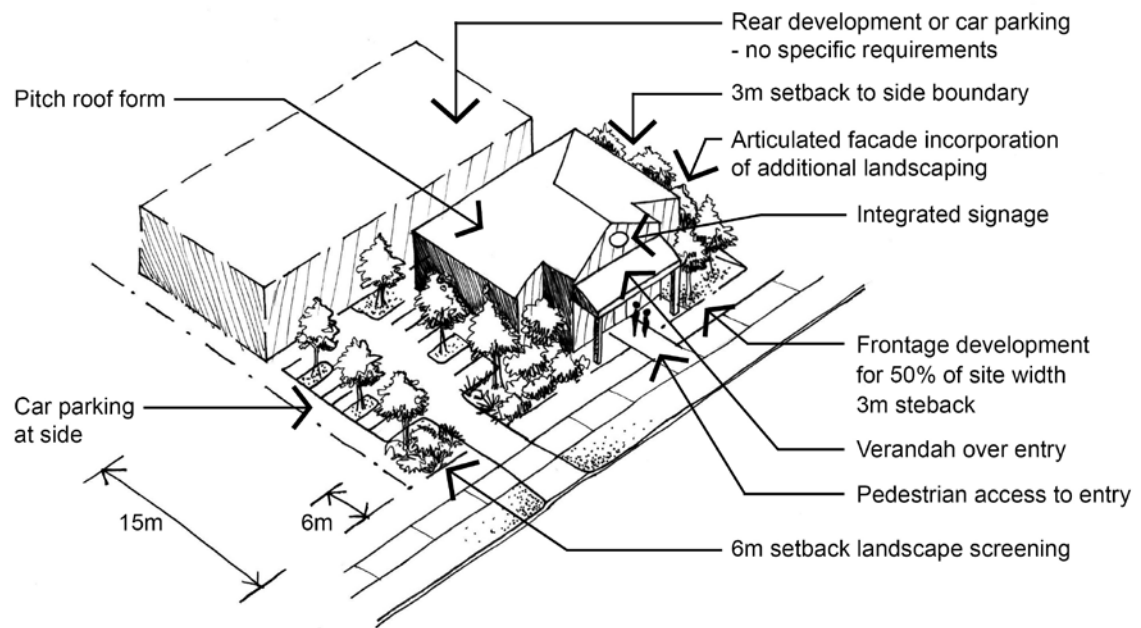 Rear development or car parking
- no specific requirements
Pitch roof form
3m setback to side boundary
Articulated facade incorporation
of additional landscaping
Integrated signage
Frontage development
for 50% of site width
3m steback
Car parking
at side
Verandah over entry
Pedestrian access to entry
15m
6m
6m setback landscape screening